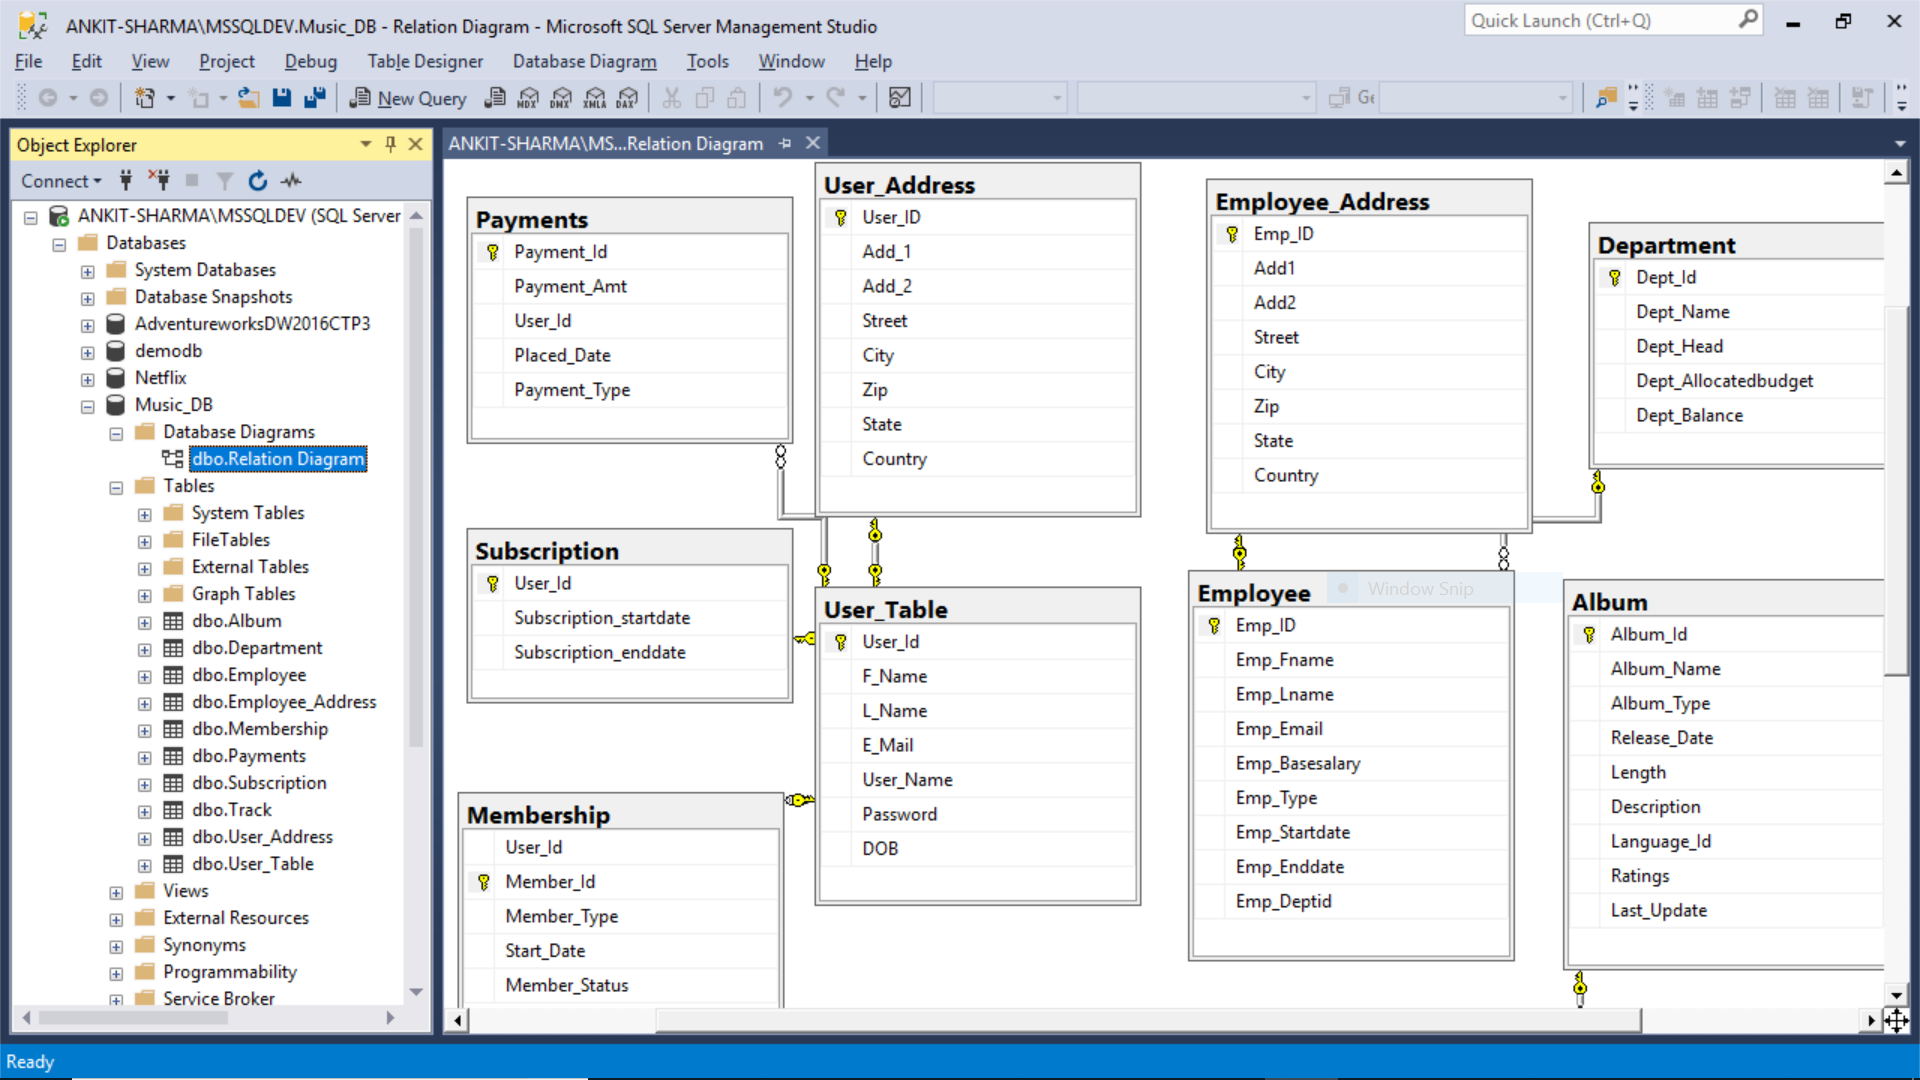 ANKIT-SHARMA\MSSQLDEV.Music_DB - Relation Diagram - Microsoft SQL Server Management Studio
Quick Launch (Ctrl+Q)
File Edit View Project Debug Table Designer Database Diagram Tools Window Help
New Query MDX DMX XMLA DAX
Object Explorer
Connect
ANKIT-SHARMA\MSSQLDEV (SQL Server
Databases
System Databases
Database Snapshots
AdventureworksDW2016CTP3
demodb
Netflix
Music_DB
Database Diagrams
dbo.Relation Diagram
Tables
System Tables
FileTables
External Tables
Graph Tables
dbo.Album
dbo.Department
dbo.Employee
dbo.Employee_Address
dbo.Membership
dbo.Payments
dbo.Subscription
dbo.Track
dbo.User_Address
dbo.User_Table
Views
External Resources
Synonyms
Programmability
Service Broker
ANKIT-SHARMA\MS...Relation Diagram
Payments
Payment_Id
Payment_Amt
User_Id
Placed_Date
Payment_Type
Subscription
User_Id
Subscription_startdate
Subscription_enddate
Membership
User_Id
Member_Id
Member_Type
Start_Date
Member_Status
User_Address
User_ID
Add_1
Add_2
Street
City
Zip
State
Country
User_Table
User_Id
F_Name
L_Name
E_Mail
User_Name
Password
DOB
Employee_Address
Emp_ID
Add1
Add2
Street
City
Zip
State
Country
Employee
Window Snip
Emp_ID
Emp_Fname
Emp_Lname
Emp_Email
Emp_Basesalary
Emp_Type
Emp_Startdate
Emp_Enddate
Emp_Deptid
Department
Dept_Id
Dept_Name
Dept_Head
Dept_Allocatedbudget
Dept_Balance
Album
Album_Id
Album_Name
Album_Type
Release_Date
Length
Description
Language_Id
Ratings
Last_Update
Ready